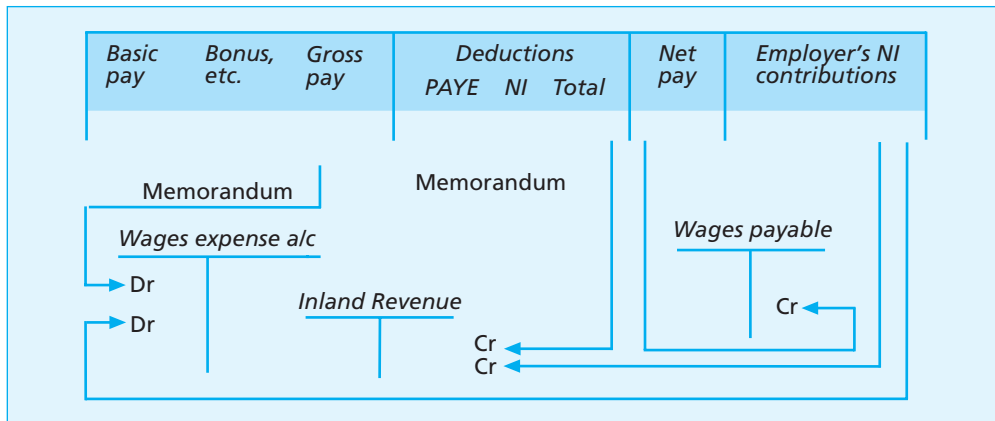 Basic pay
Bonus, etc.
Gross pay
Deductions
PAYE NI Total
Net pay
Employer's NI contributions
Memorandum
Memorandum
Wages expense a/c
Wages payable
Dr
Inland Revenue
Cr
Dr
Cr
Cr